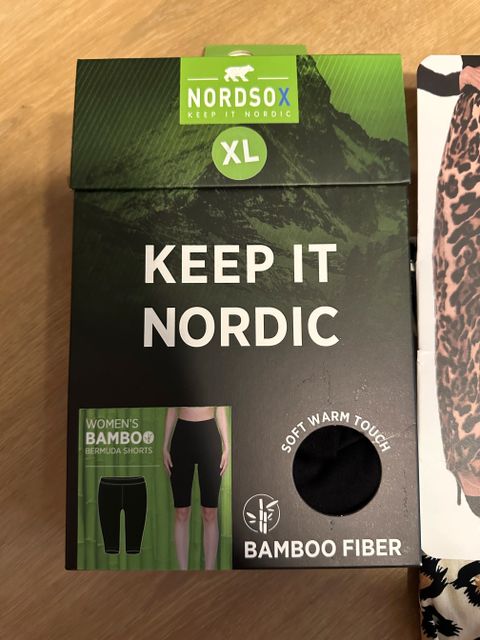 NORDSOX
KEEP IT NORDIC
XL
KEEP IT
NORDIC
WOMEN'S
BAMBOO
BERMUDA SHORTS
SOFT WARM TOUCH
BAMBOO FIBER